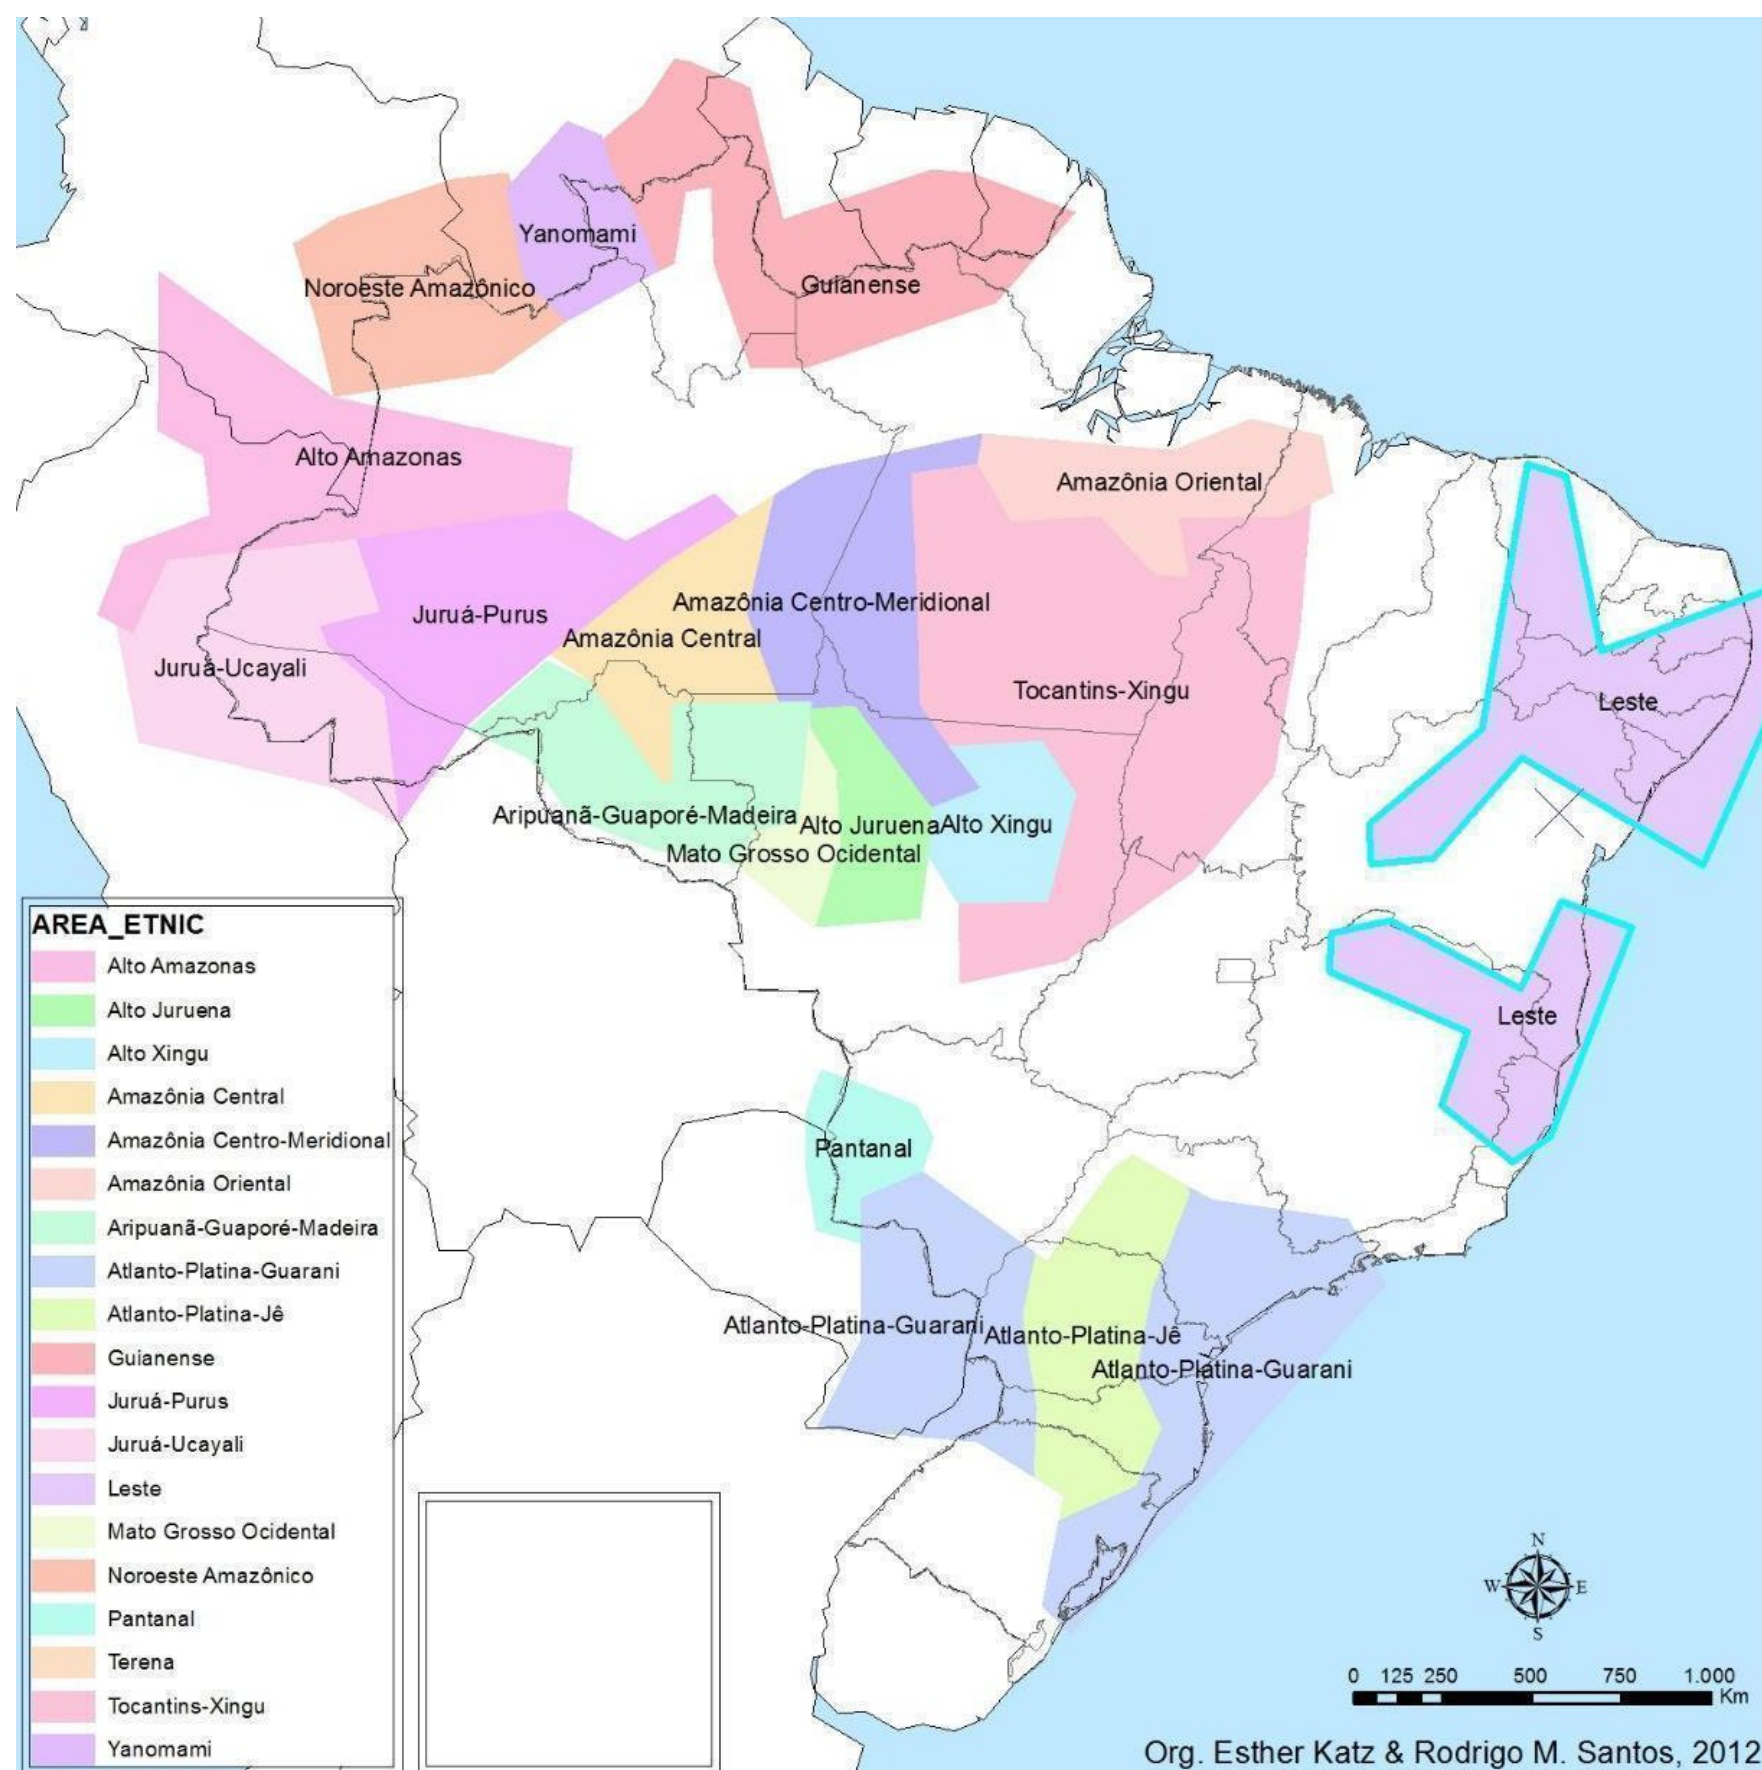 Yanomami
Noroeste Amazônico
Guianense
Alto Amazonas
Amazônia Oriental
Amazônia Centro-Meridional
Juruá-Purus
Amazônia Central
Juruá-Ucayali
Tocantins-Xingu
Leste
Aripuanã-Guaporé-Madeira
Alto Juruena
Alto Xingu
Mato Grosso Ocidental
Leste
Pantanal
Atlanto-Platina-Guarani
Atlanto-Platina-Jê
Atlanto-Platina-Guarani
AREA_ETNIC
Alto Amazonas
Alto Juruena
Alto Xingu
Amazônia Central
Amazônia Centro-Meridional
Amazônia Oriental
Aripuanã-Guaporé-Madeira
Atlanto-Platina-Guarani
Atlanto-Platina-Jê
Guianense
Juruá-Purus
Juruá-Ucayali
Leste
Mato Grosso Ocidental
Noroeste Amazônico
Pantanal
Terena
Tocantins-Xingu
Yanomami
N
W E
S
0 125 250 500 750 1.000
Km
Org. Esther Katz & Rodrigo M. Santos, 2012